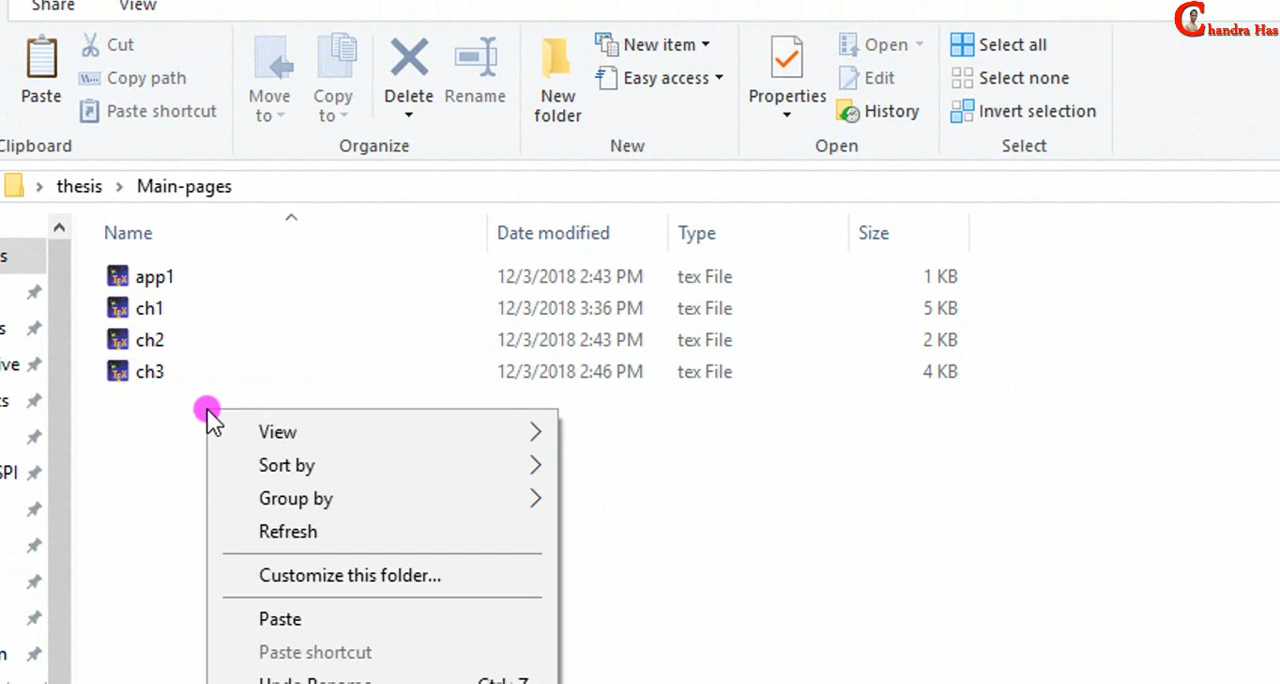 Share View
Chandra Has
Paste
Cut
Copy path
Paste shortcut
Clipboard
Move to
Copy to
Delete
Rename
Organize
New folder
New item
Easy access
New
Properties
Open
Edit
History
Open
Select all
Select none
Invert selection
Select
thesis > Main-pages
Name Date modified Type Size
app1 12/3/2018 2:43 PM tex File 1 KB
ch1 12/3/2018 3:36 PM tex File 5 KB
ch2 12/3/2018 2:43 PM tex File 2 KB
ch3 12/3/2018 2:46 PM tex File 4 KB
View
Sort by
Group by
Refresh
Customize this folder...
Paste
Paste shortcut
Undo Rename Ctrl+Z